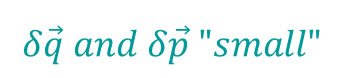 δq⃗ and δp⃗ "small"